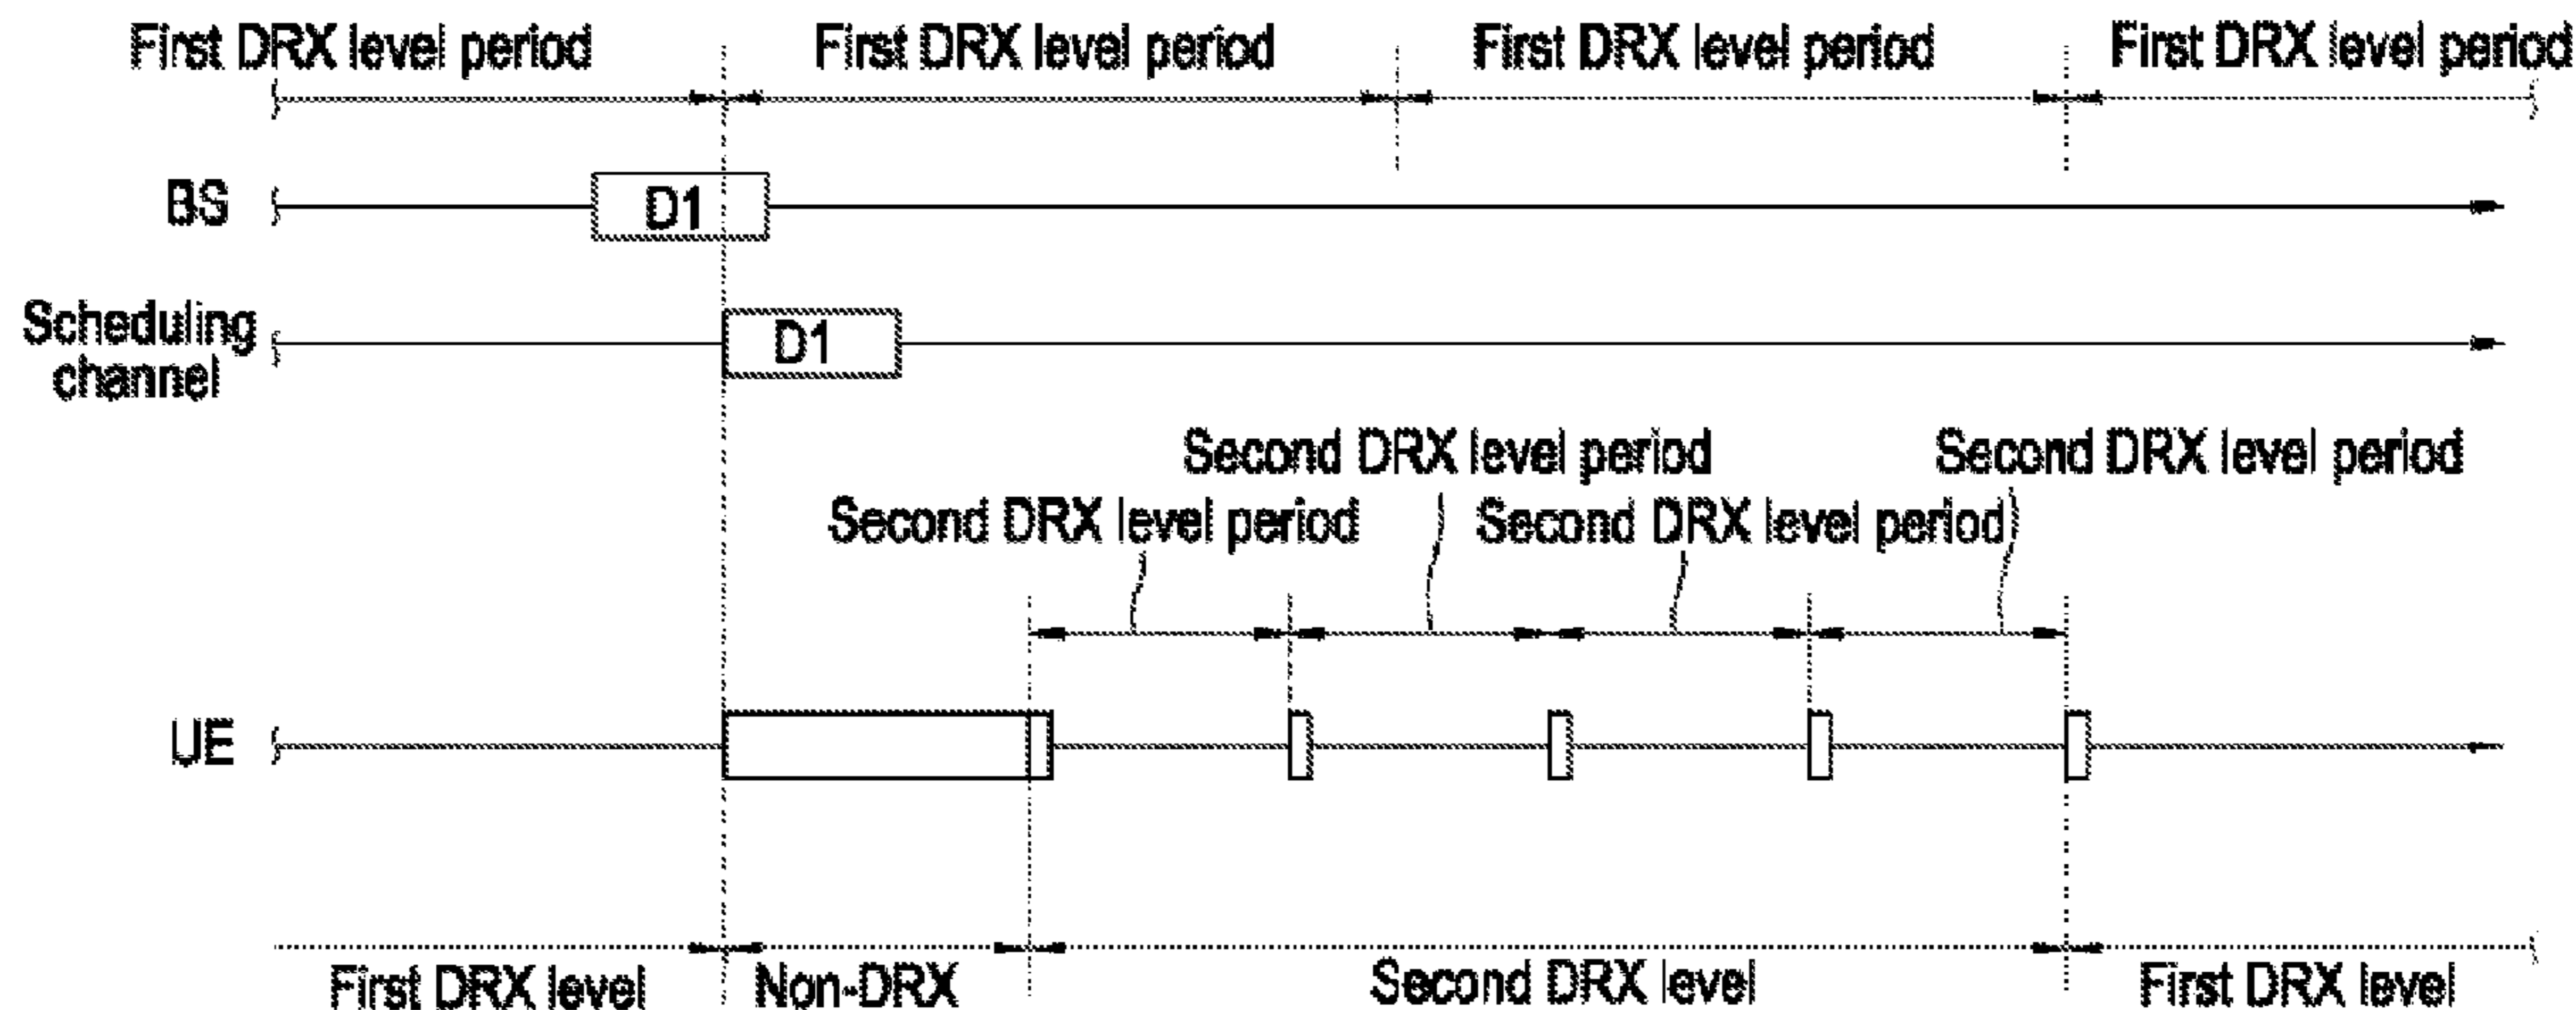 First DRX level period First DRX level period First DRX level period First DRX level period
BS
D1
Scheduling
channel
D1
Second DRX level period Second DRX level period
Second DRX level period Second DRX level period
UE
First DRX level Non-DRX Second DRX level First DRX level